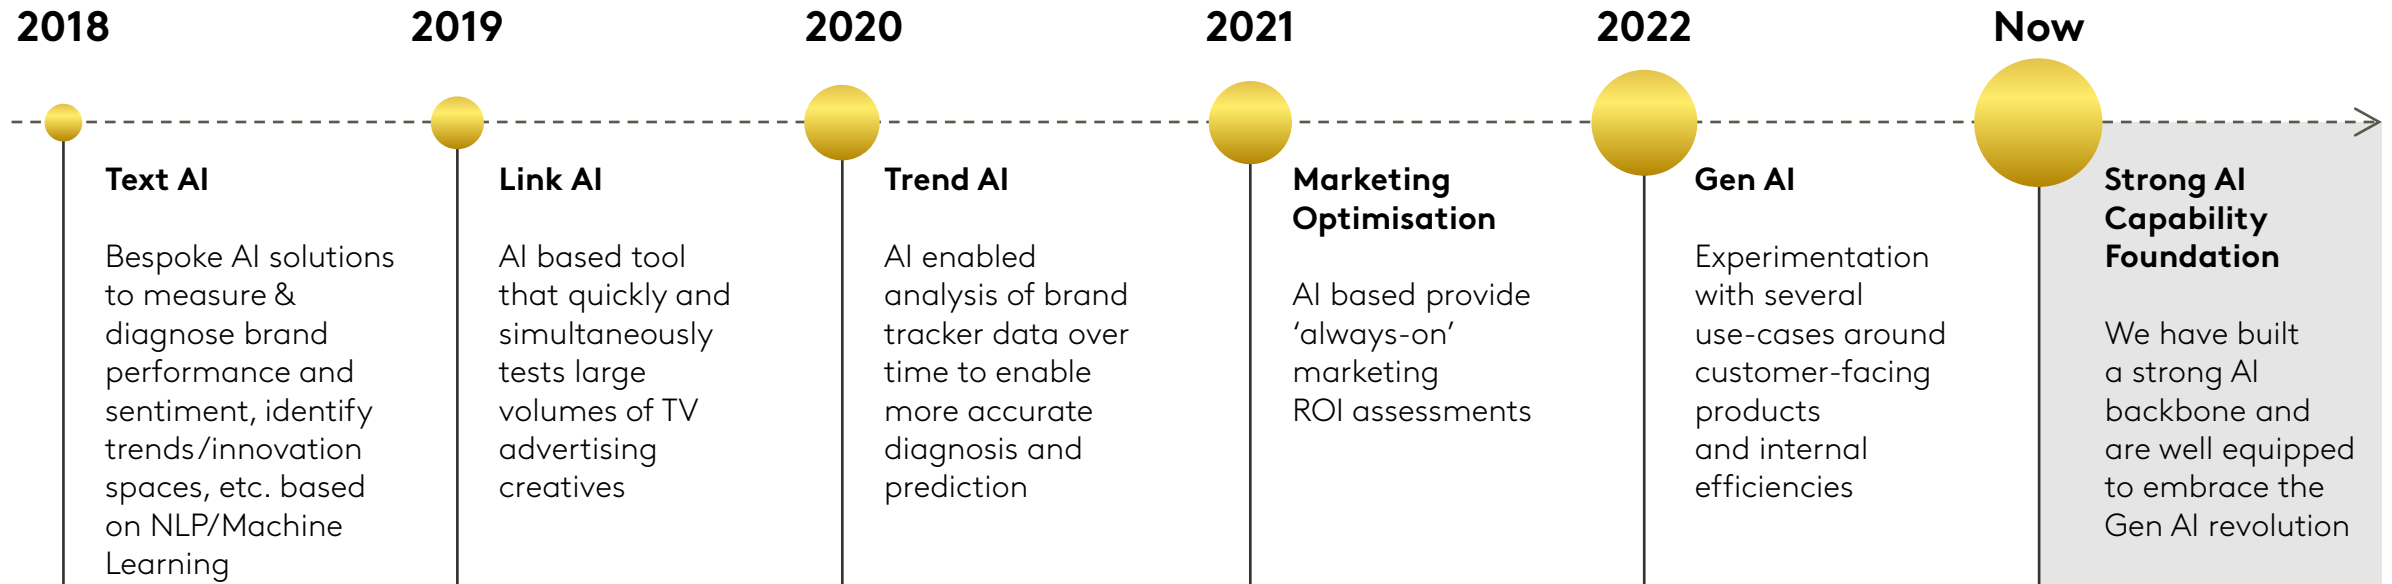 2018
Text AI
Bespoke AI solutions
to measure &
diagnose brand
performance and
sentiment, identify
trends/innovation
spaces, etc. based
on NLP/Machine
Learning
2019
Link AI
AI based tool
that quickly and
simultaneously
tests large
volumes of TV
advertising
creatives
2020
Trend AI
AI enabled
analysis of brand
tracker data over
time to enable
more accurate
diagnosis and
prediction
2021
Marketing
Optimisation
AI based provide
‘always-on’
marketing
ROI assessments
2022
Gen AI
Experimentation
with several
use-cases around
customer-facing
products
and internal
efficiencies
Now
Strong AI
Capability
Foundation
We have built
a strong AI
backbone and
are well equipped
to embrace the
Gen AI revolution